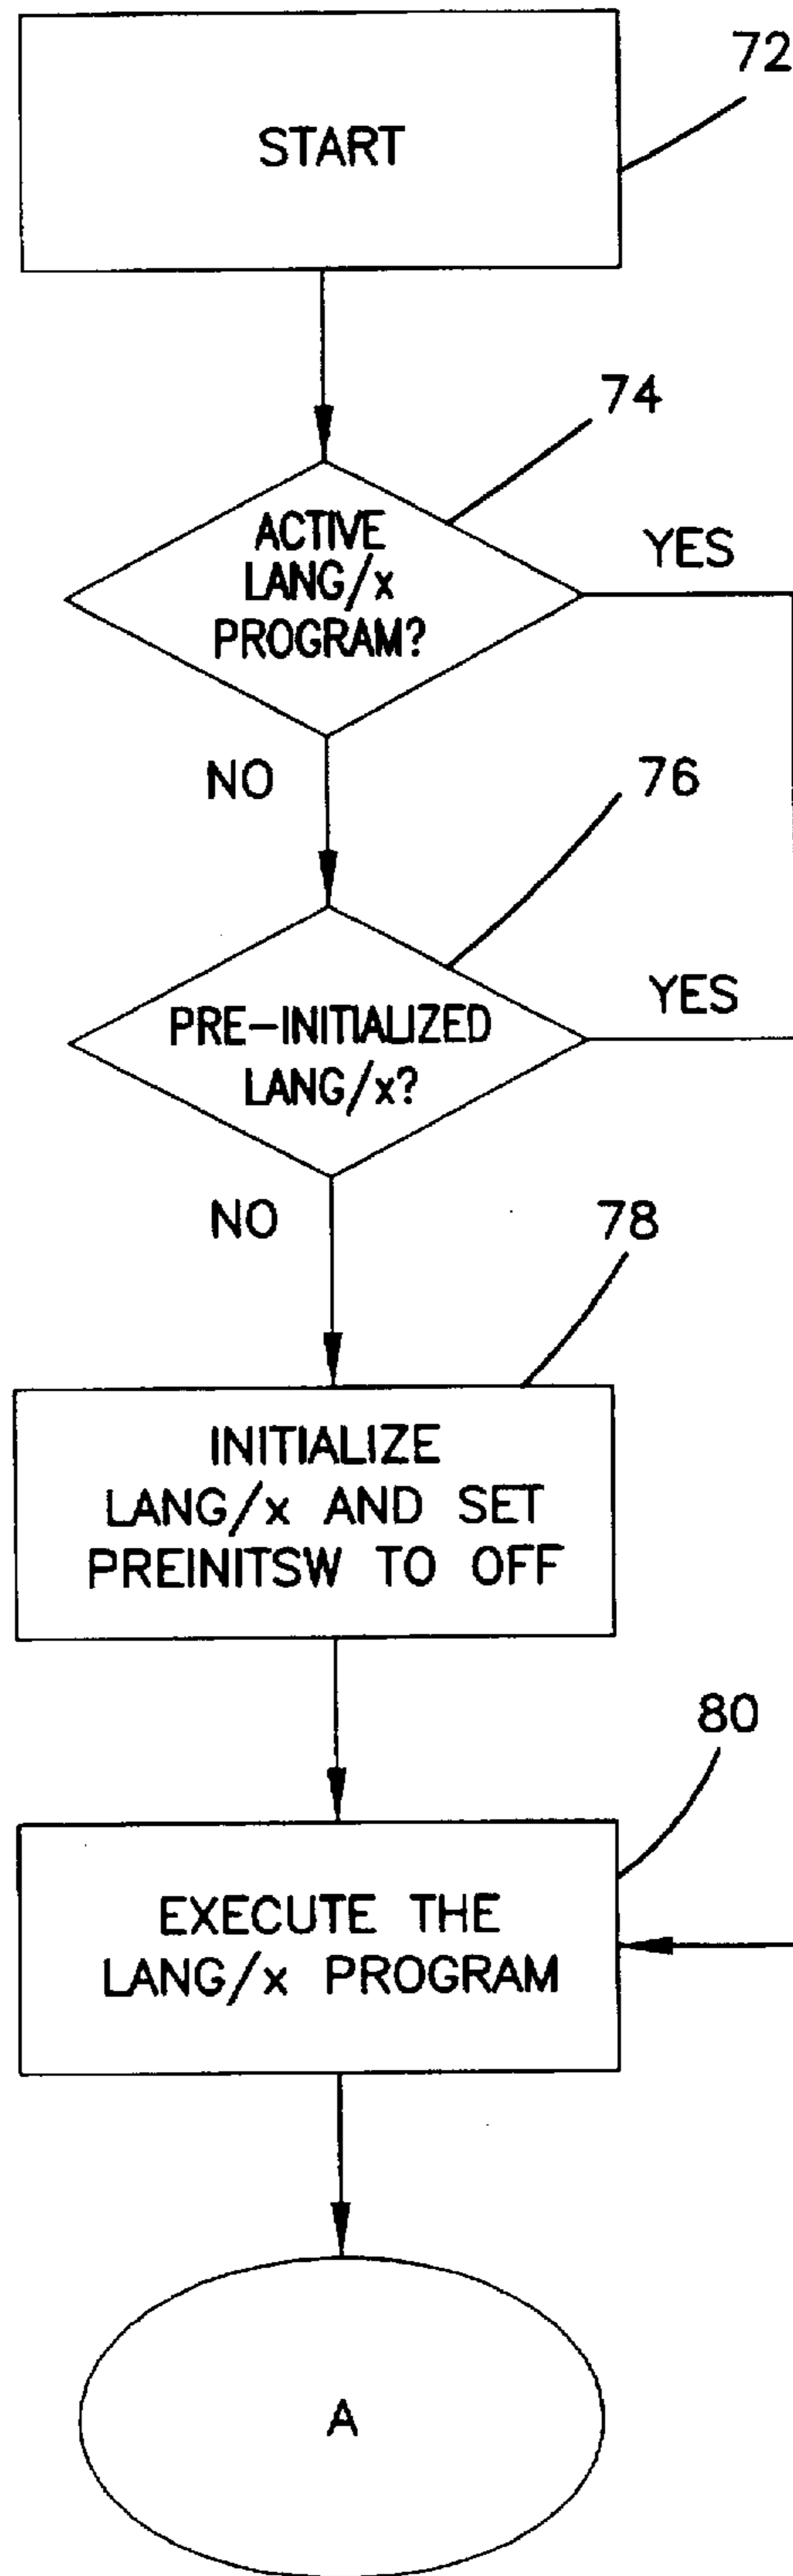 72
START
74
ACTIVE
LANG/x
PROGRAM?
YES
NO
76
PRE-INITIALIZED
LANG/x?
YES
NO
78
INITIALIZE
LANG/x AND SET
PREINITSW TO OFF
80
EXECUTE THE
LANG/x PROGRAM
A